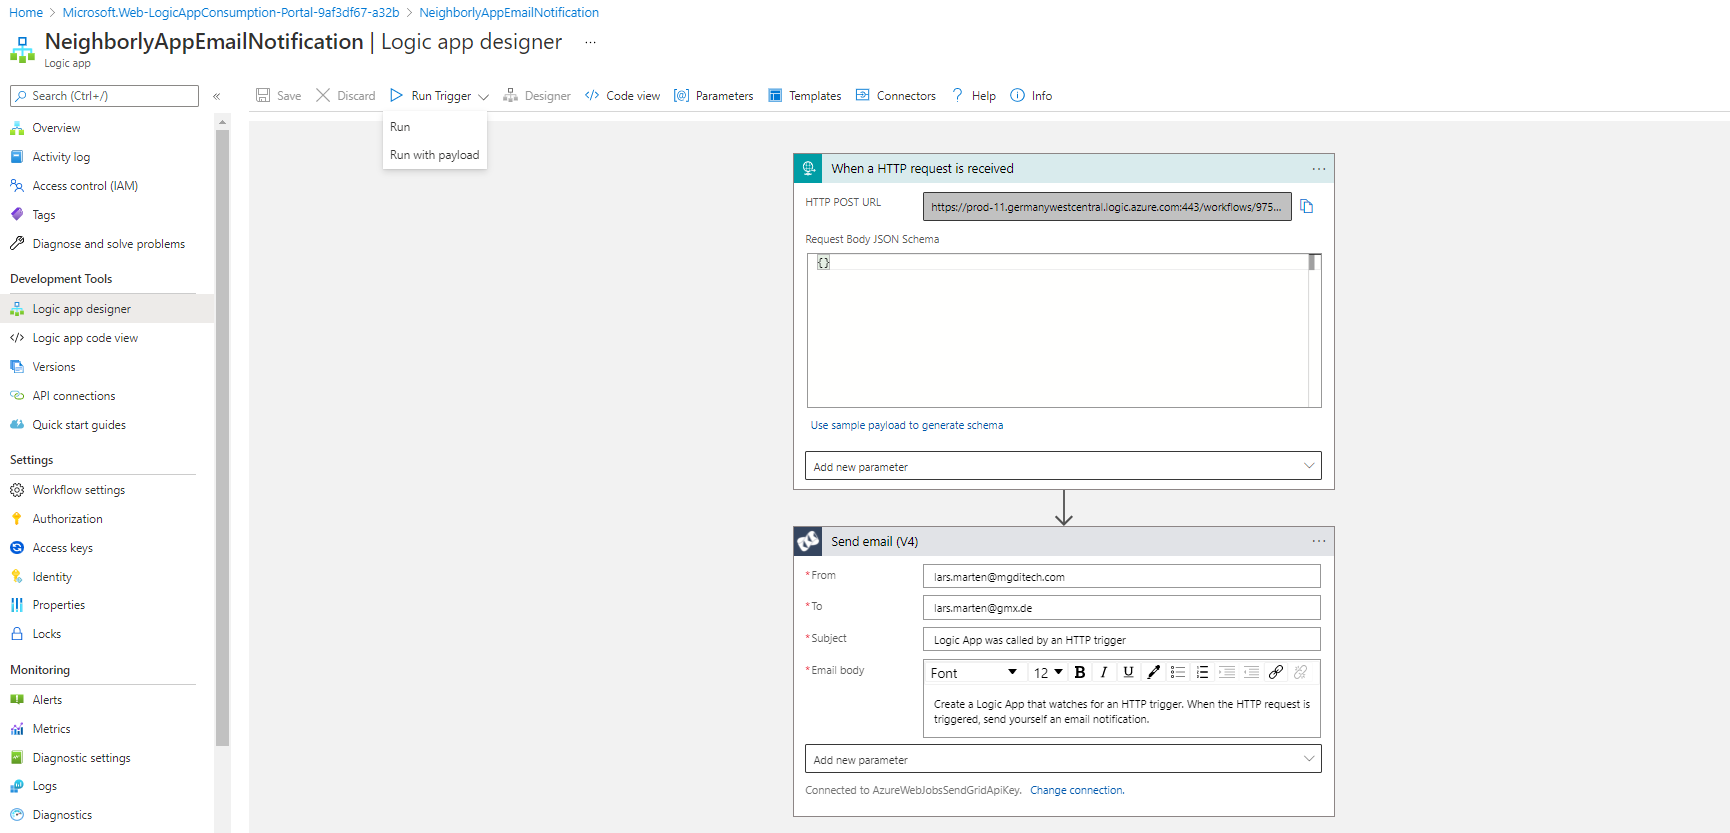 Home > Microsoft.Web-LogicAppConsumption-Portal-9af3df67-a32b > NeighborlyAppEmailNotification
NeighborlyAppEmailNotification | Logic app designer ...
Logic app
Search (Ctrl+/) «
Save Discard Run Trigger Designer Code view Parameters Templates Connectors ? Help Info
Run
Run with payload
Overview
Activity log
Access control (IAM)
Tags
Diagnose and solve problems
Development Tools
Logic app designer
Logic app code view
Versions
API connections
Quick start guides
Settings
Workflow settings
Authorization
Access keys
Identity
Properties
Locks
Monitoring
Alerts
Metrics
Diagnostic settings
Logs
Diagnostics
When a HTTP request is received ...
HTTP POST URL https://prod-11.germanywestcentral.logic.azure.com:443/workflows/975...
Request Body JSON Schema
{}
Use sample payload to generate schema
Add new parameter
Send email (V4) ...
*From lars.marten@mgditech.com
*To lars.marten@gmx.de
*Subject Logic App was called by an HTTP trigger
*Email body Font 12 B I U
Create a Logic App that watches for an HTTP trigger. When the HTTP request is
triggered, send yourself an email notification.
Add new parameter
Connected to AzureWebJobsSendGridApiKey. Change connection.